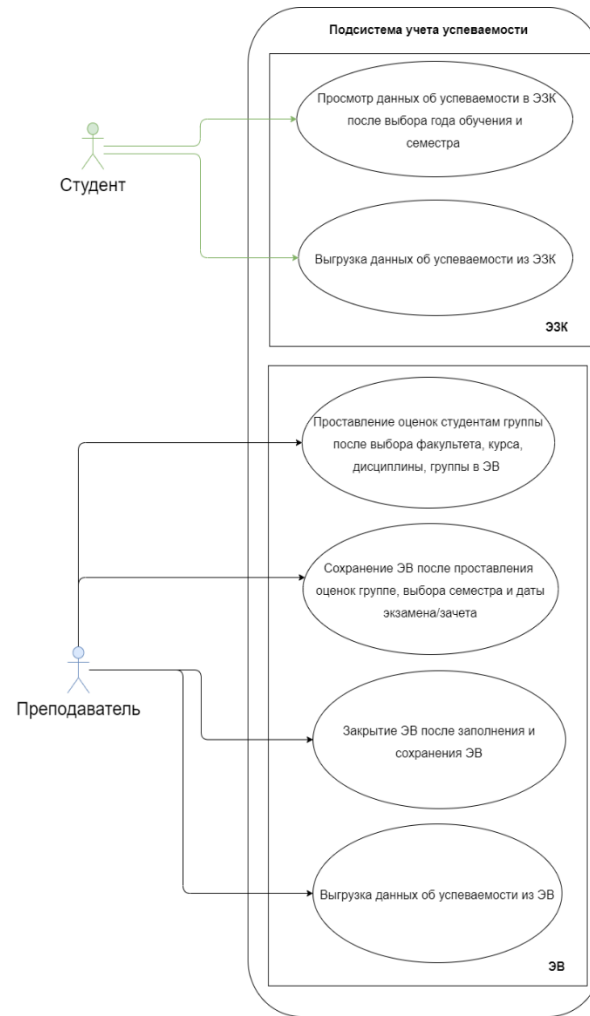 Подсистема учета успеваемости
Просмотр данных об успеваемости в ЭЗК
после выбора года обучения и
семестра
Студент
Выгрузка данных об успеваемости из ЭЗК
ЭЗК
Проставление оценок студентам группы
после выбора факультета, курса,
дисциплины, группы в ЭВ
Сохранение ЭВ после проставления
оценок группе, выбора семестра и даты
экзамена/зачета
Преподаватель
Закрытие ЭВ после заполнения и
сохранения ЭВ
Выгрузка данных об успеваемости из ЭВ
ЭВ